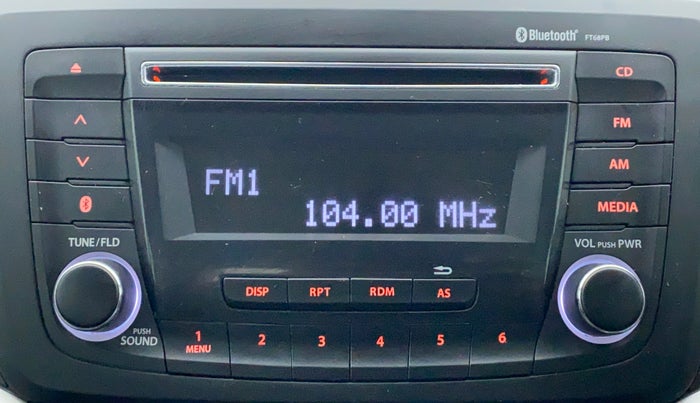 Bluetooth® FT68PB
CD
FM
AM
MEDIA
FM1
104.00 MHz
TUNE/FLD
VOL PUSH PWR
DISP RPT RDM AS
PUSH
SOUND
1 2 3 4 5 6
MENU